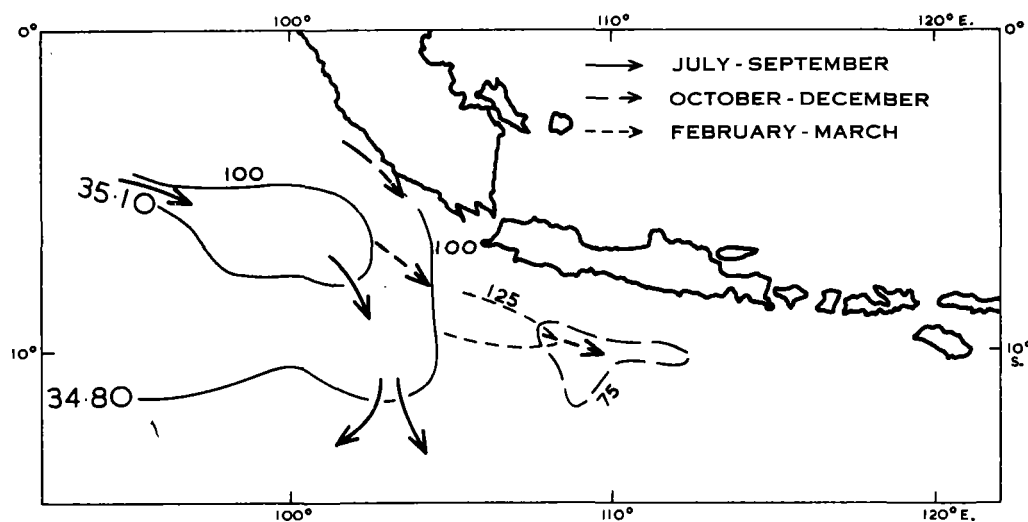 100° 110° 120° E.
0° 0°
JULY - SEPTEMBER
OCTOBER - DECEMBER
FEBRUARY - MARCH
100
35·10
100
125
10° 10°
S.
34·80
75
100° 110° 120° E.